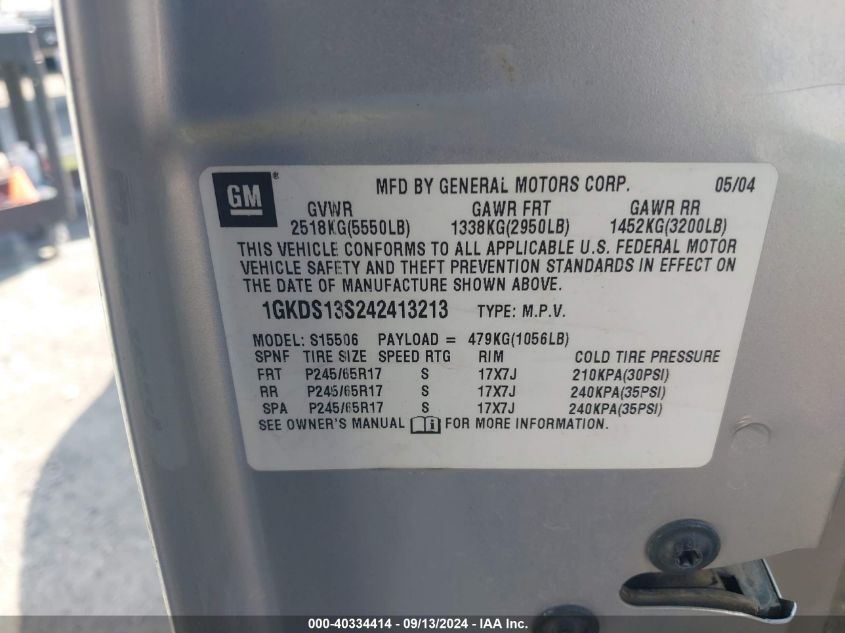 GM ® MFD BY GENERAL MOTORS CORP. 05/04
GVWR GAWR FRT GAWR RR
2518KG(5550LB) 1338KG(2950LB) 1452KG(3200LB)
THIS VEHICLE CONFORMS TO ALL APPLICABLE U.S. FEDERAL MOTOR
VEHICLE SAFETY AND THEFT PREVENTION STANDARDS IN EFFECT ON
THE DATE OF MANUFACTURE SHOWN ABOVE.
1GKDS13S242413213 TYPE: M.P.V.
MODEL: S15506 PAYLOAD = 479KG(1056LB)
SPNF TIRE SIZE SPEED RTG RIM COLD TIRE PRESSURE
FRT P245/65R17 S 17X7J 210KPA(30PSI)
RR P245/65R17 S 17X7J 240KPA(35PSI)
SPA P245/65R17 S 17X7J 240KPA(35PSI)
SEE OWNER'S MANUAL FOR MORE INFORMATION.
000-40334414 - 09/13/2024 - IAA Inc.